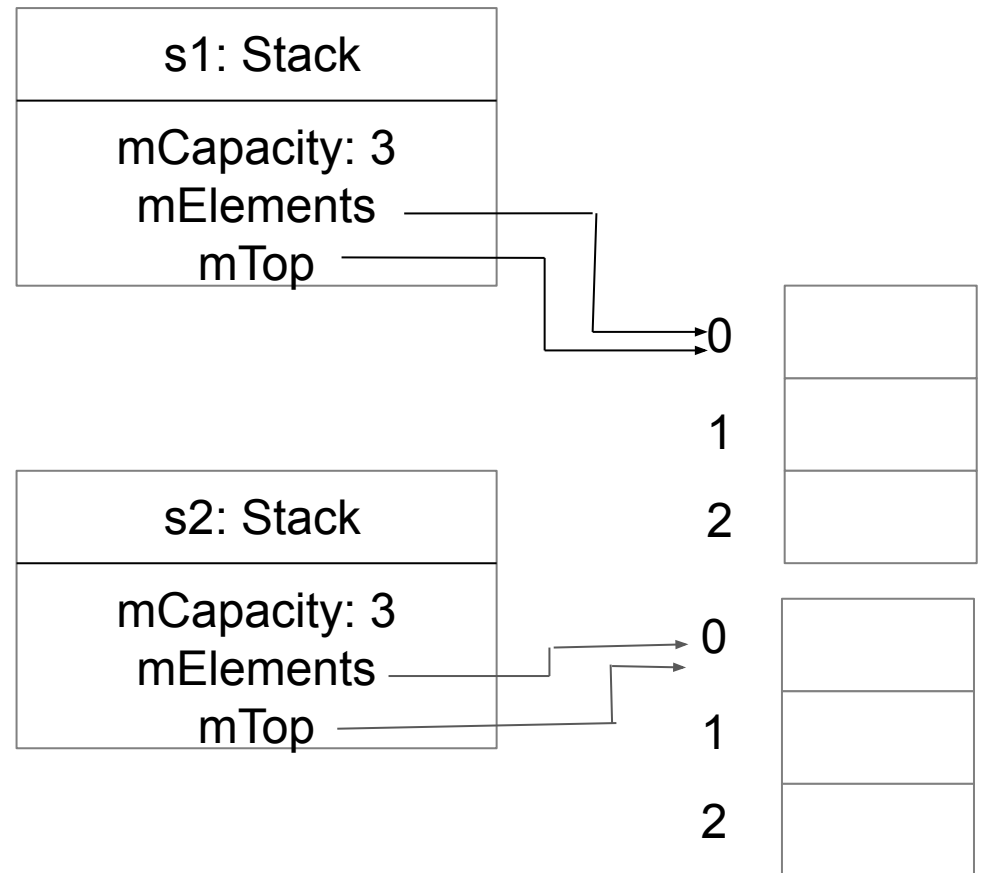 s1: Stack
mCapacity: 3
mElements
mTop
0
1
2
s2: Stack
mCapacity: 3
mElements
mTop
0
1
2